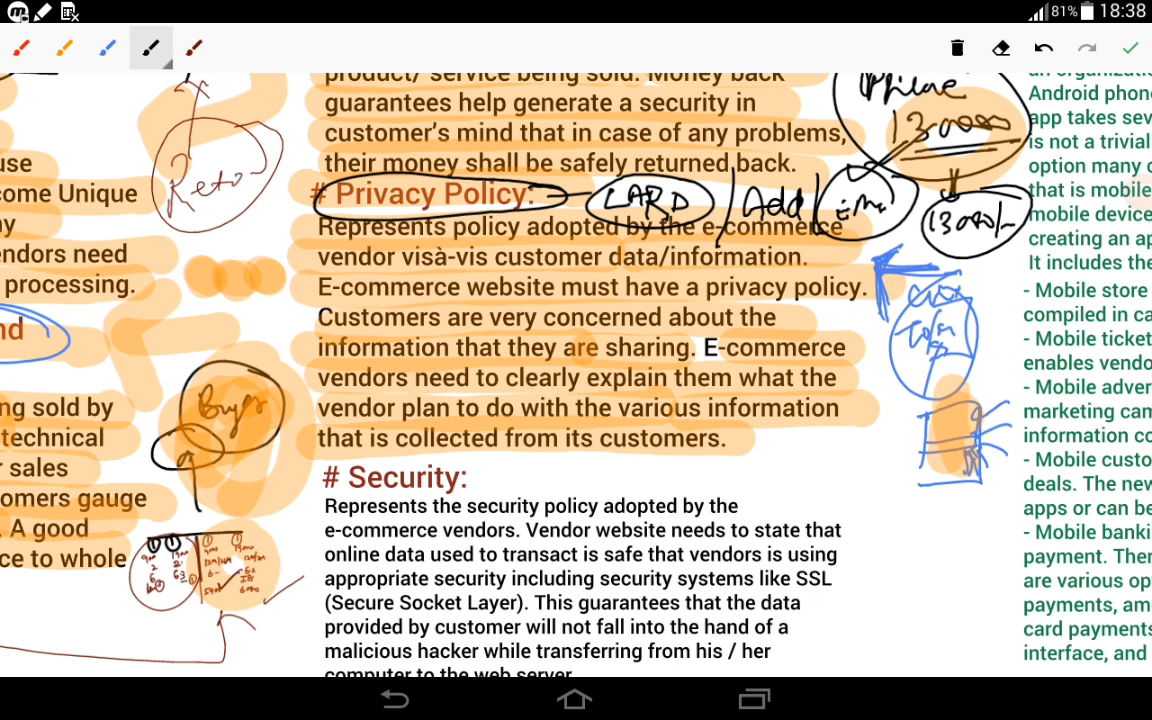 81% 18:38
product/ service being sold. Money back
guarantees help generate a security in
customer's mind that in case of any problems,
their money shall be safely returned,back.
# Privacy Policy:
CARD / Add /
Represents policy adopted by the e-commerce
vendor visà-vis customer data/information.
E-commerce website must have a privacy policy.
Customers are very concerned about the
information that they are sharing. E-commerce
vendors need to clearly explain them what the
vendor plan to do with the various information
that is collected from its customers.
# Security:
Represents the security policy adopted by the
e-commerce vendors. Vendor website needs to state that
online data used to transact is safe that vendors is using
appropriate security including security systems like SSL
(Secure Socket Layer). This guarantees that the data
provided by customer will not fall into the hand of a
malicious hacker while transferring from his / her
computer to the web server
use
come Unique
ny
endors need
processing.
nd
ng sold by
technical
r sales
omers gauge
. A good
ce to whole
Buyer
Phone
13000
13000/-
an organizati
Android phon
app takes sev
is not a trivial
option many c
that is mobile
mobile device
creating an ap
It includes the
- Mobile store
compiled in ca
- Mobile ticket
enables vendo
- Mobile adver
marketing cam
information co
- Mobile custo
deals. The new
apps or can be
- Mobile banki
payment. Ther
are various op
payments, am
card payments
interface, and